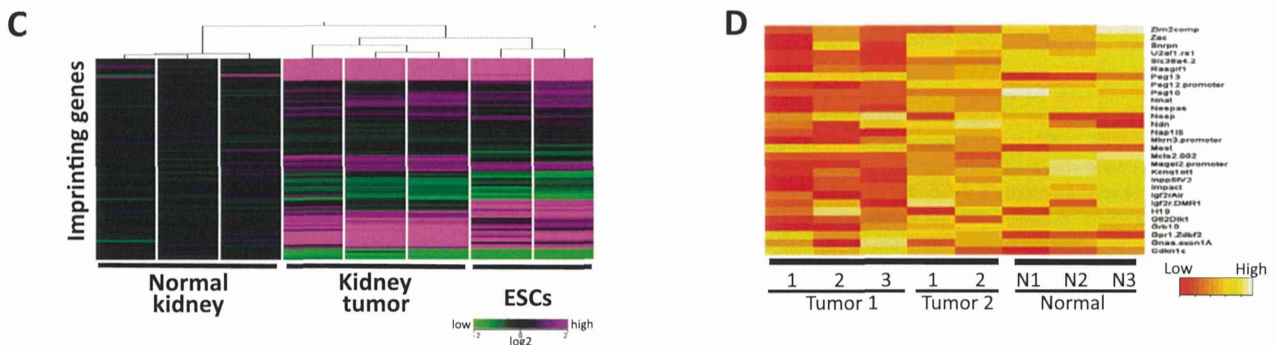 C
Imprinting genes
Normal
kidney
Kidney
tumor
ESCs
low -2 0 2 high
log2
D
Zim2comp
Zac
Snrpn
U2af1.rs1
Slc38a4.2
Rasgrf1
Peg13
Peg12.promoter
Peg10
Nnat
Nespas
Nesp
Ndn
Nap1l5
Mkrn3.promoter
Mest
Mcts2.002
Magel2.promoter
Kcnq1ot1
Inpp5fV2
Impact
Igf2rAir
Igf2r.DMR1
H19
Gtl2Dlk1
Grb10
Gpr1.Zdbf2
Gnas.exon1A
Cdkn1c
1 2 3 1 2 N1 N2 N3
Tumor 1 Tumor 2 Normal
Low High